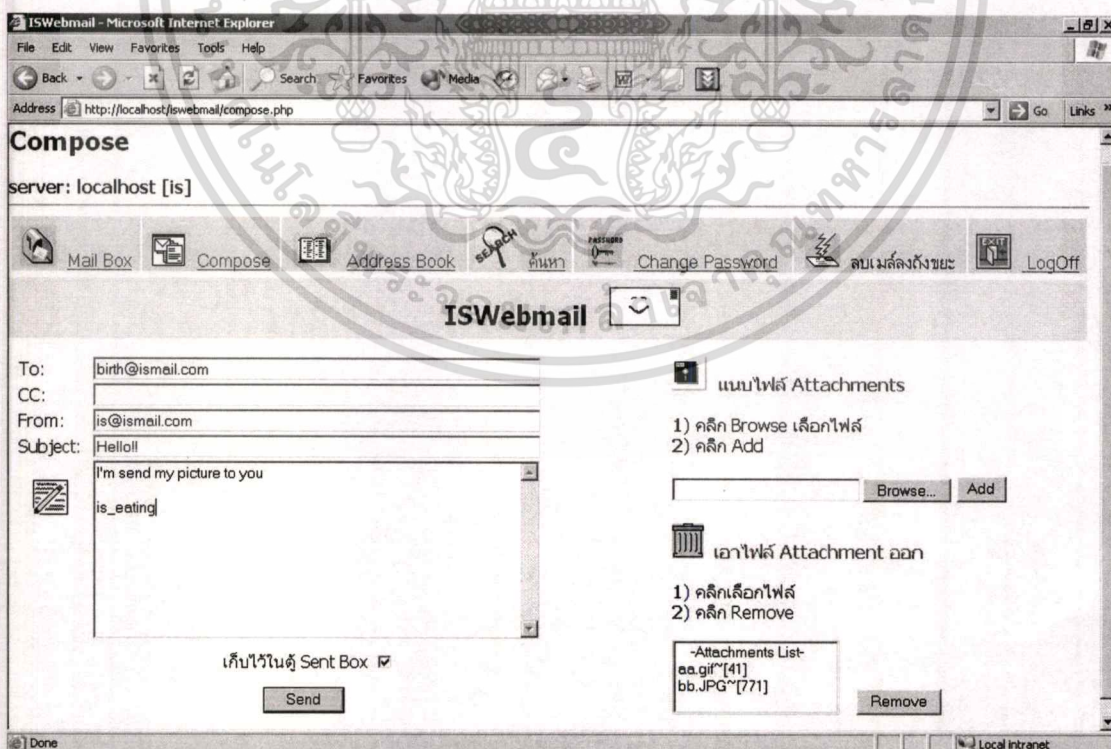 ISWebmail - Microsoft Internet Explorer
File Edit View Favorites Tools Help
Back Search Favorites Media
Address http://localhost/iswebmail/compose.php Go Links »
Compose
server: localhost [is]
Mail Box Compose Address Book SEARCH ค้นหา PASSWORD Change Password ลบเมล์ลงถังขยะ EXIT LogOff
ISWebmail
To: birth@ismail.com
CC:
From: is@ismail.com
Subject: Hello!!
I'm send my picture to you
is_eating
เก็บไว้ในตู้ Sent Box
Send
แนบไฟล์ Attachments
1) คลิก Browse เลือกไฟล์
2) คลิก Add
Browse... Add
เอาไฟล์ Attachment ออก
1) คลิกเลือกไฟล์
2) คลิก Remove
-Attachments List-
aa.gif~[41]
bb.JPG~[771]
Remove
Done Local intranet